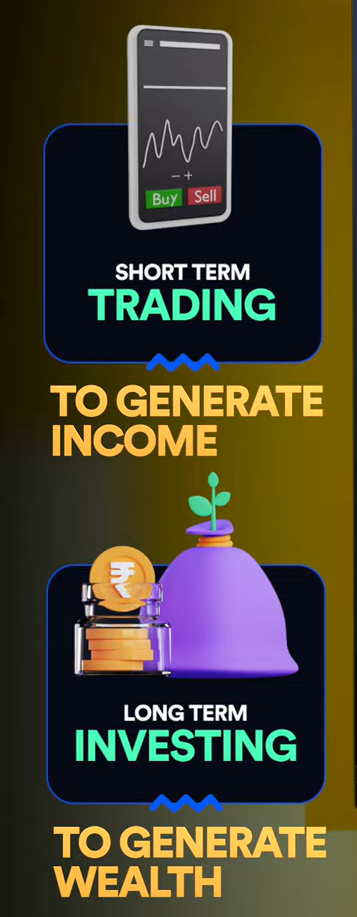 Buy Sell
SHORT TERM
TRADING
TO GENERATE
INCOME
₹
LONG TERM
INVESTING
TO GENERATE
WEALTH